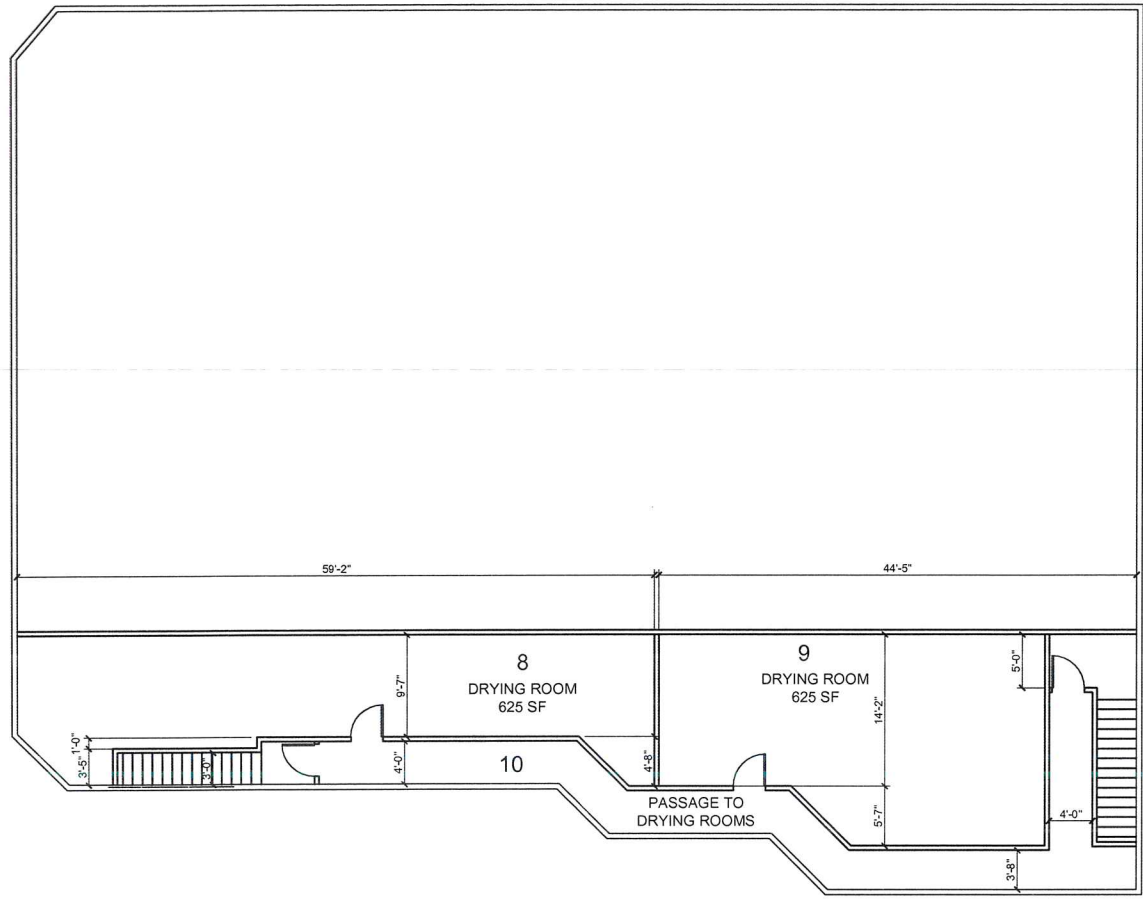 59'-2"
44'-5"
8
DRYING ROOM
625 SF
9
DRYING ROOM
625 SF
9'-7"
14'-2"
5'-0"
1'-0"
3'-5"
3'-0"
4'-0"
10
4'-8"
PASSAGE TO
DRYING ROOMS
5'-7"
4'-0"
3'-8"